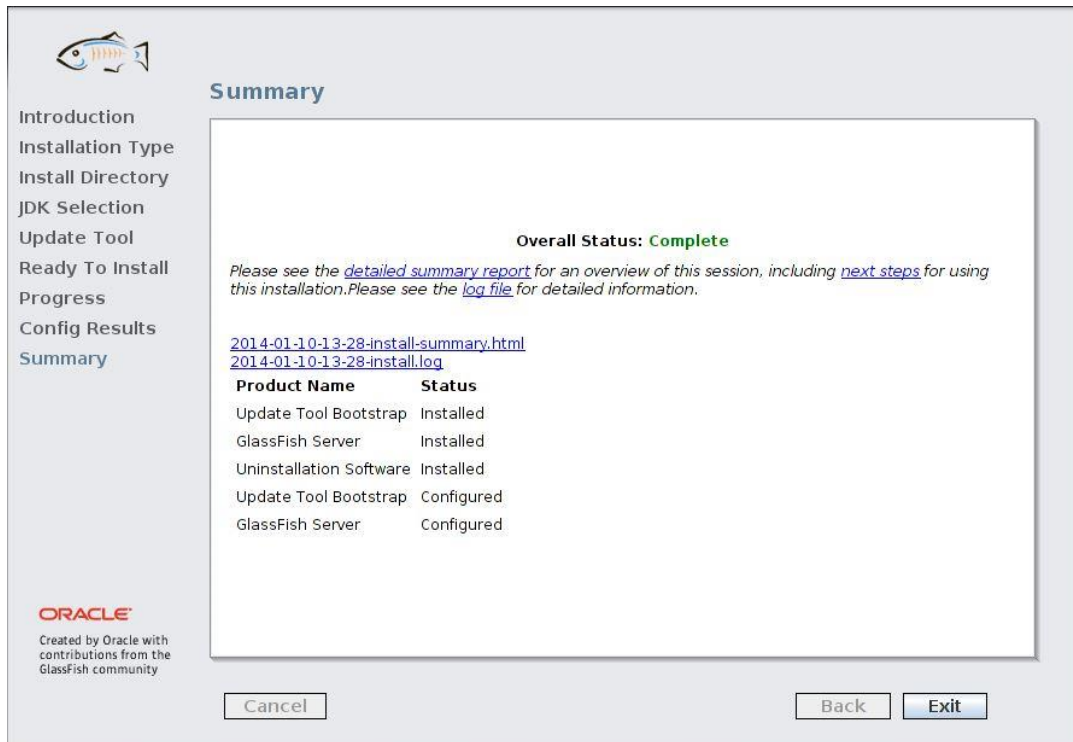 Summary
Introduction
Installation Type
Install Directory
JDK Selection
Update Tool
Ready To Install
Progress
Config Results
Summary
Overall Status: Complete
Please see the detailed summary report for an overview of this session, including next steps for using
this installation.Please see the log file for detailed information.
2014-01-10-13-28-install-summary.html
2014-01-10-13-28-install.log
Product Name Status
Update Tool Bootstrap Installed
GlassFish Server Installed
Uninstallation Software Installed
Update Tool Bootstrap Configured
GlassFish Server Configured
ORACLE
Created by Oracle with
contributions from the
GlassFish community
Cancel
Back
Exit